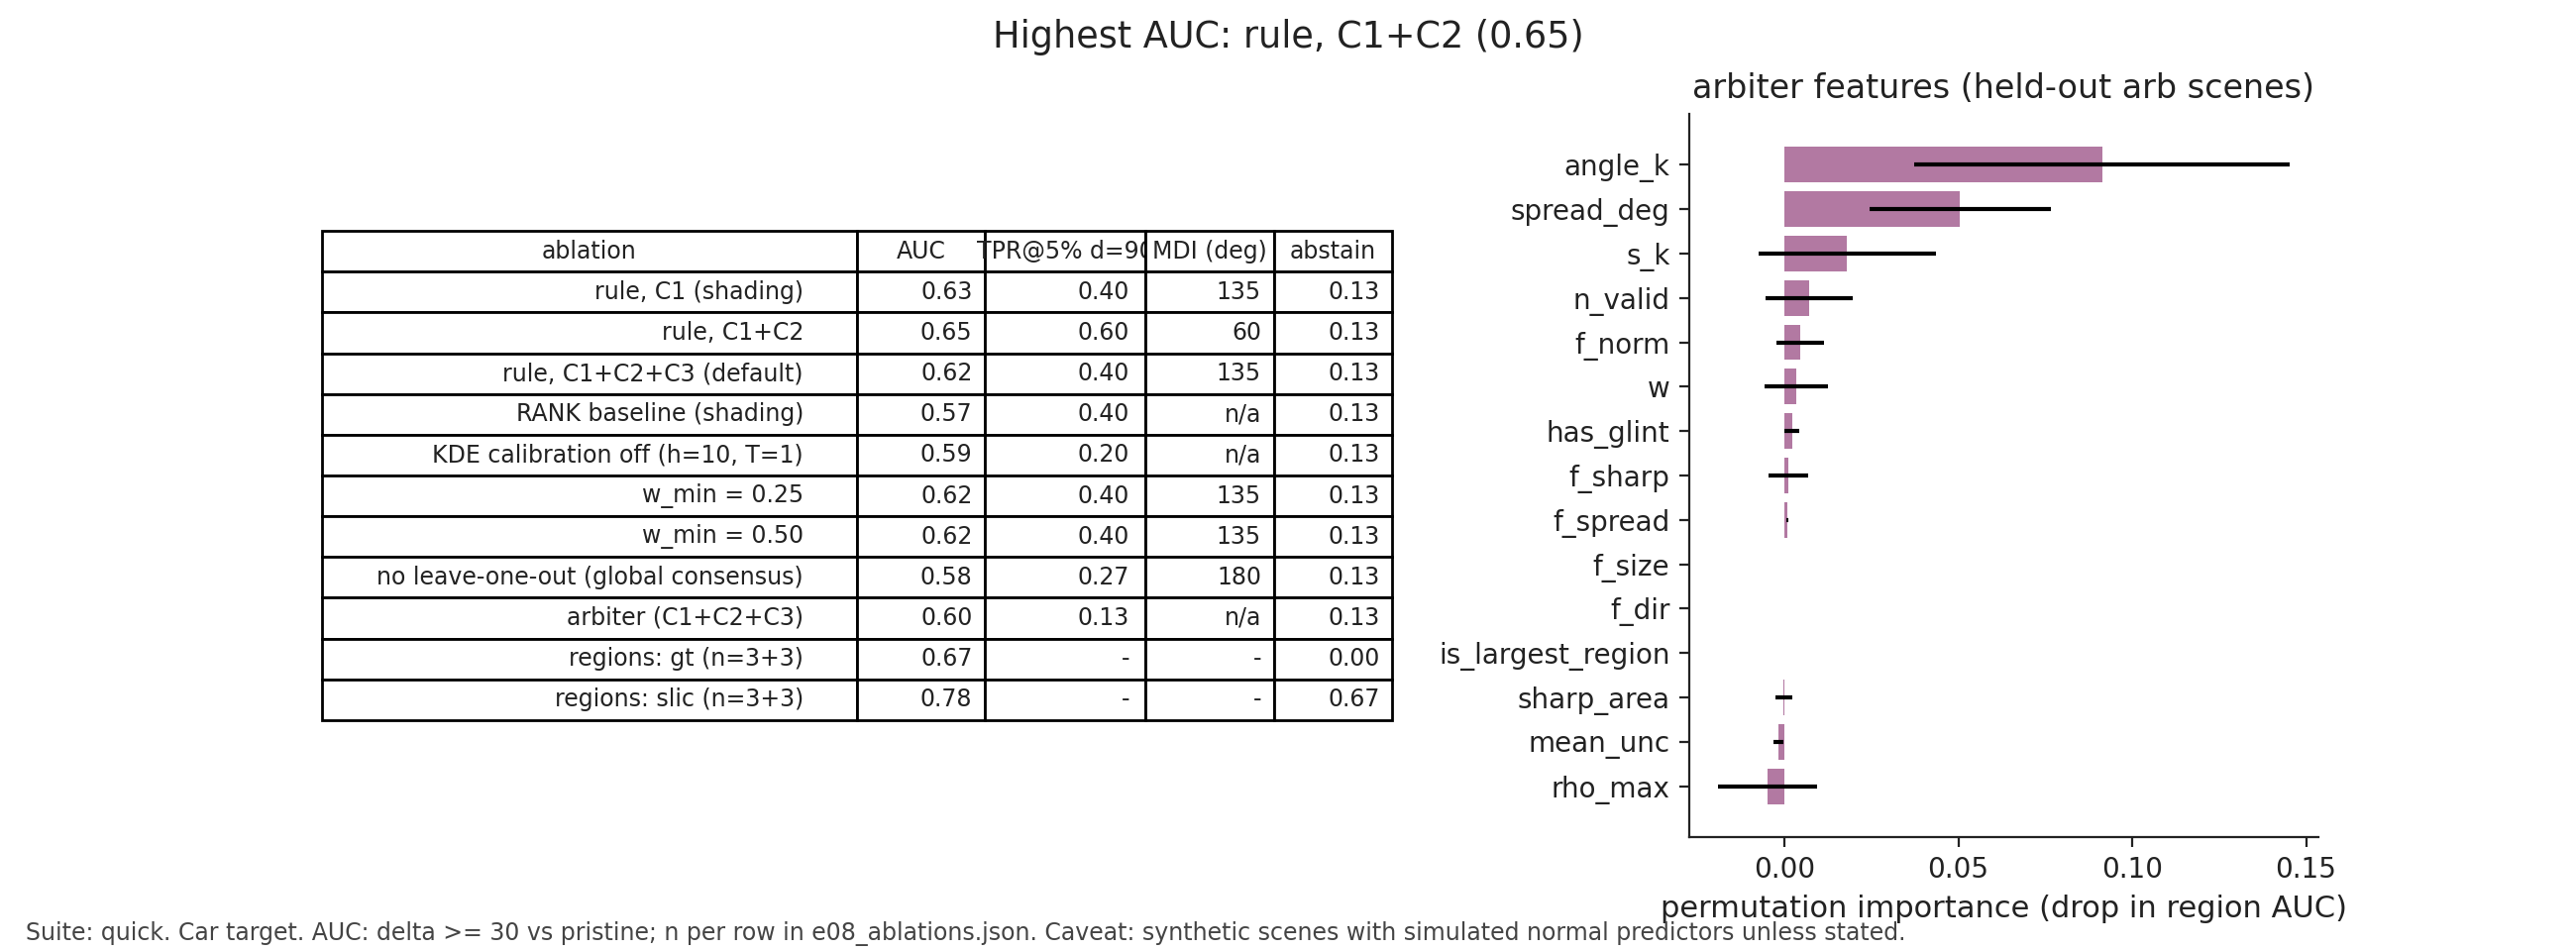 Highest AUC: rule, C1+C2 (0.65)
ablation AUC TPR@5% d=90 MDI (deg) abstain
rule, C1 (shading) 0.63 0.40 135 0.13
rule, C1+C2 0.65 0.60 60 0.13
rule, C1+C2+C3 (default) 0.62 0.40 135 0.13
RANK baseline (shading) 0.57 0.40 n/a 0.13
KDE calibration off (h=10, T=1) 0.59 0.20 n/a 0.13
w_min = 0.25 0.62 0.40 135 0.13
w_min = 0.50 0.62 0.40 135 0.13
no leave-one-out (global consensus) 0.58 0.27 180 0.13
arbiter (C1+C2+C3) 0.60 0.13 n/a 0.13
regions: gt (n=3+3) 0.67 - - 0.00
regions: slic (n=3+3) 0.78 - - 0.67
arbiter features (held-out arb scenes)
angle_k
spread_deg
s_k
n_valid
f_norm
w
has_glint
f_sharp
f_spread
f_size
f_dir
is_largest_region
sharp_area
mean_unc
rho_max
0.00 0.05 0.10 0.15
permutation importance (drop in region AUC)
Suite: quick. Car target. AUC: delta >= 30 vs pristine; n per row in e08_ablations.json. Caveat: synthetic scenes with simulated normal predictors unless stated.